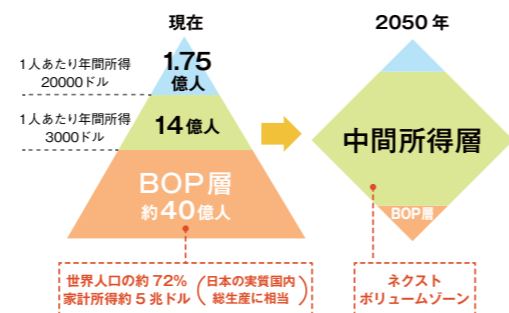 現在
1人あたり年間所得
20000ドル
1.75
億人
1人あたり年間所得
3000ドル
14億人
BOP層
約40億人
世界人口の約72%
家計所得約5兆ドル
(日本の実質国内
総生産に相当)
2050年
中間所得層
BOP層
ネクスト
ボリュームゾーン